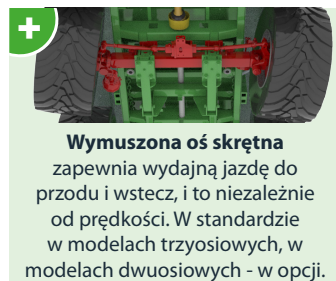 +
Wymuszona oś skrętna
zapewnia wydajną jazdę do
przodu i wstecz, i to niezależnie
od prędkości. W standardzie
w modelach trzyosiowych, w
modelach dwuosiowych - w opcji.